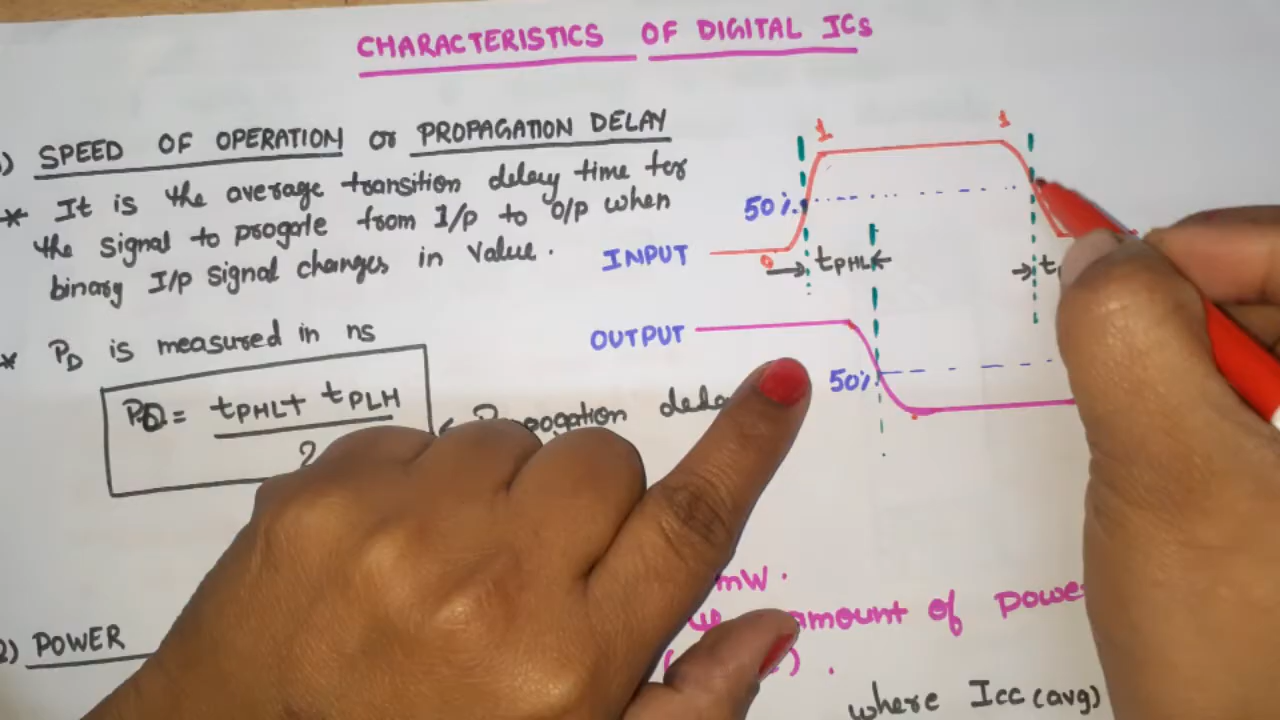 CHARACTERISTICS OF DIGITAL ICs
) SPEED OF OPERATION or PROPAGATION DELAY
* It is the average transition delay time for
the signal to progate from I/p to O/p when
binary I/p signal changes in value.
* PD is measured in ns
PD = tPHL + tPLH
2
delay
1 1
50%
INPUT
0
tPHL
t
OUTPUT
50%
2) POWER
mW.
amount of power
).
where Icc (avg)